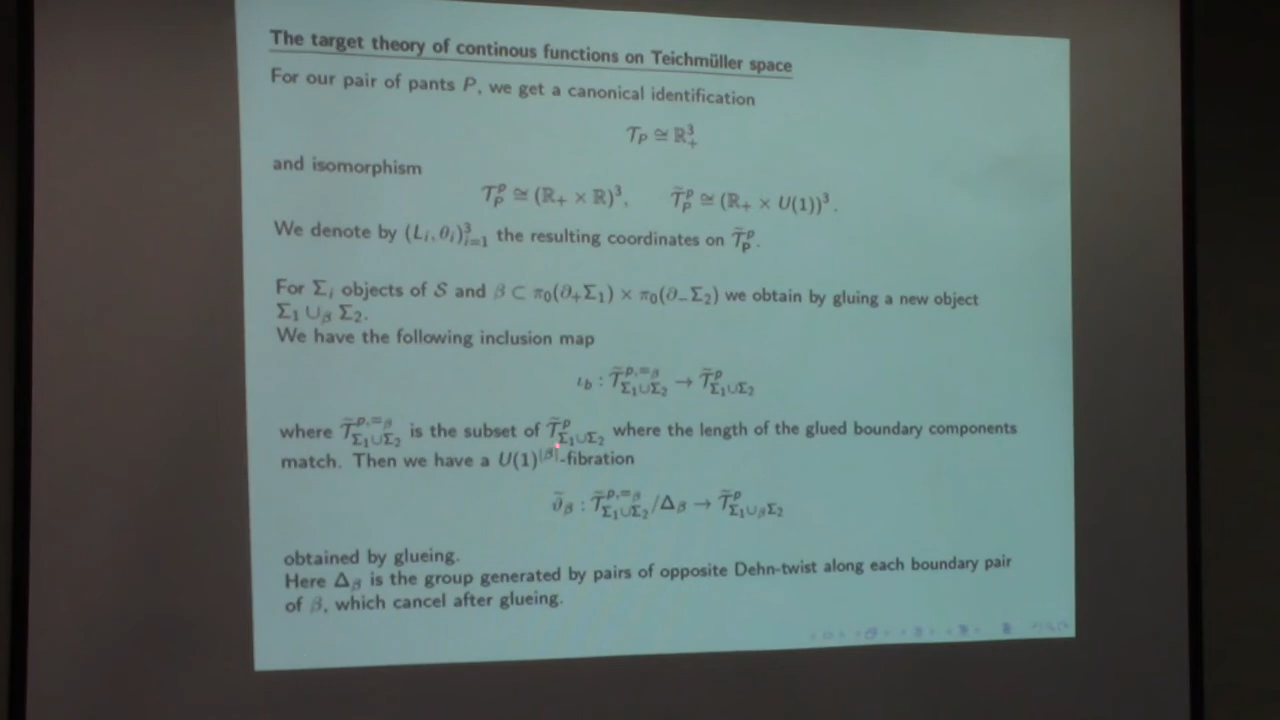 The target theory of continous functions on Teichmüller space
For our pair of pants P, we get a canonical identification
𝒯_P ≅ ℝ³₊
and isomorphism
𝒯_P^p ≅ (ℝ₊ × ℝ)³, 𝒯̃_P^p ≅ (ℝ₊ × U(1))³.
We denote by (L_i, θ_i)³_{i=1} the resulting coordinates on 𝒯̃_P^p.
For Σ_i objects of 𝒮 and β ⊂ π₀(∂₊Σ₁) × π₀(∂₋Σ₂) we obtain by gluing a new object
Σ₁ ∪_β Σ₂.
We have the following inclusion map
ι_b : 𝒯̃^{p,=_β}_{Σ₁∪Σ₂} → 𝒯̃^p_{Σ₁∪Σ₂}
where 𝒯̃^{p,=_β}_{Σ₁∪Σ₂} is the subset of 𝒯̃^p_{Σ₁∪Σ₂} where the length of the glued boundary components
match. Then we have a U(1)^{|β|}-fibration
ϑ̃_β : 𝒯̃^{p,=_β}_{Σ₁∪Σ₂}/Δ_β → 𝒯̃^p_{Σ₁∪_βΣ₂}
obtained by glueing.
Here Δ_β is the group generated by pairs of opposite Dehn-twist along each boundary pair
of β, which cancel after glueing.